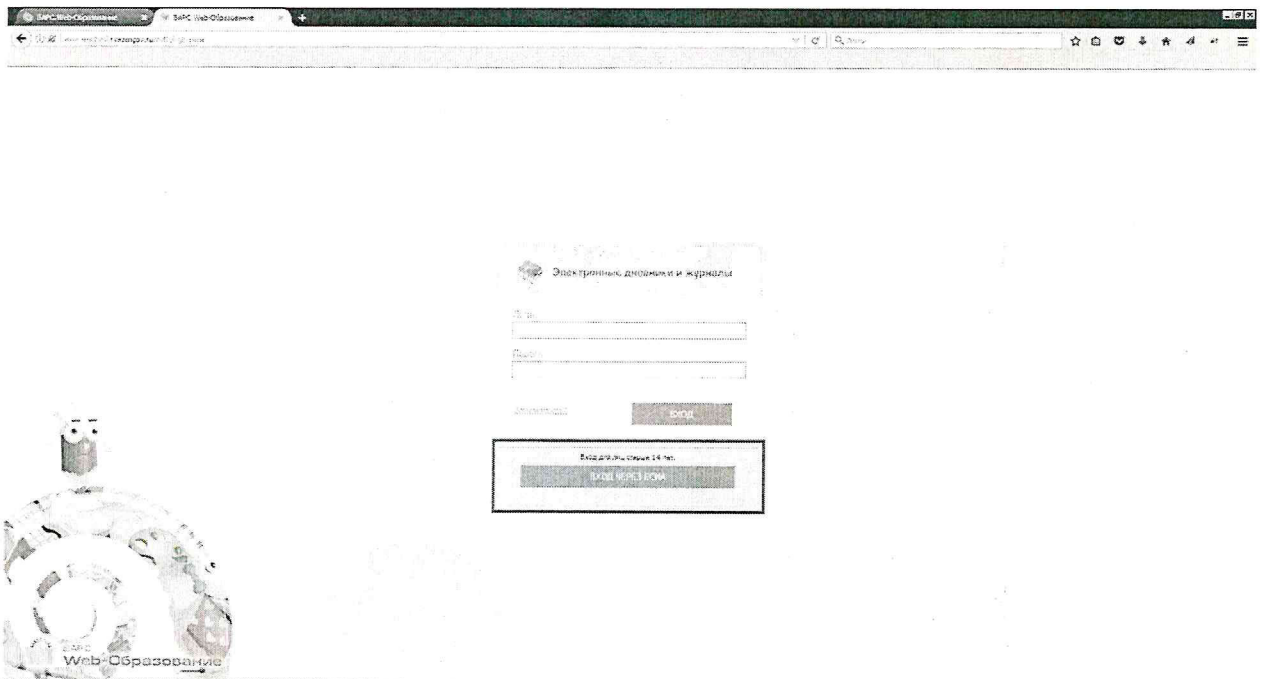 БАРС.Web-Образование
БАРС.Web-Образование
Электронные дневники и журналы
Пароль
ВХОД
Вход для лиц старше 14 лет.
ВХОД ЧЕРЕЗ ЕСИА
БАРС
Web-Образование